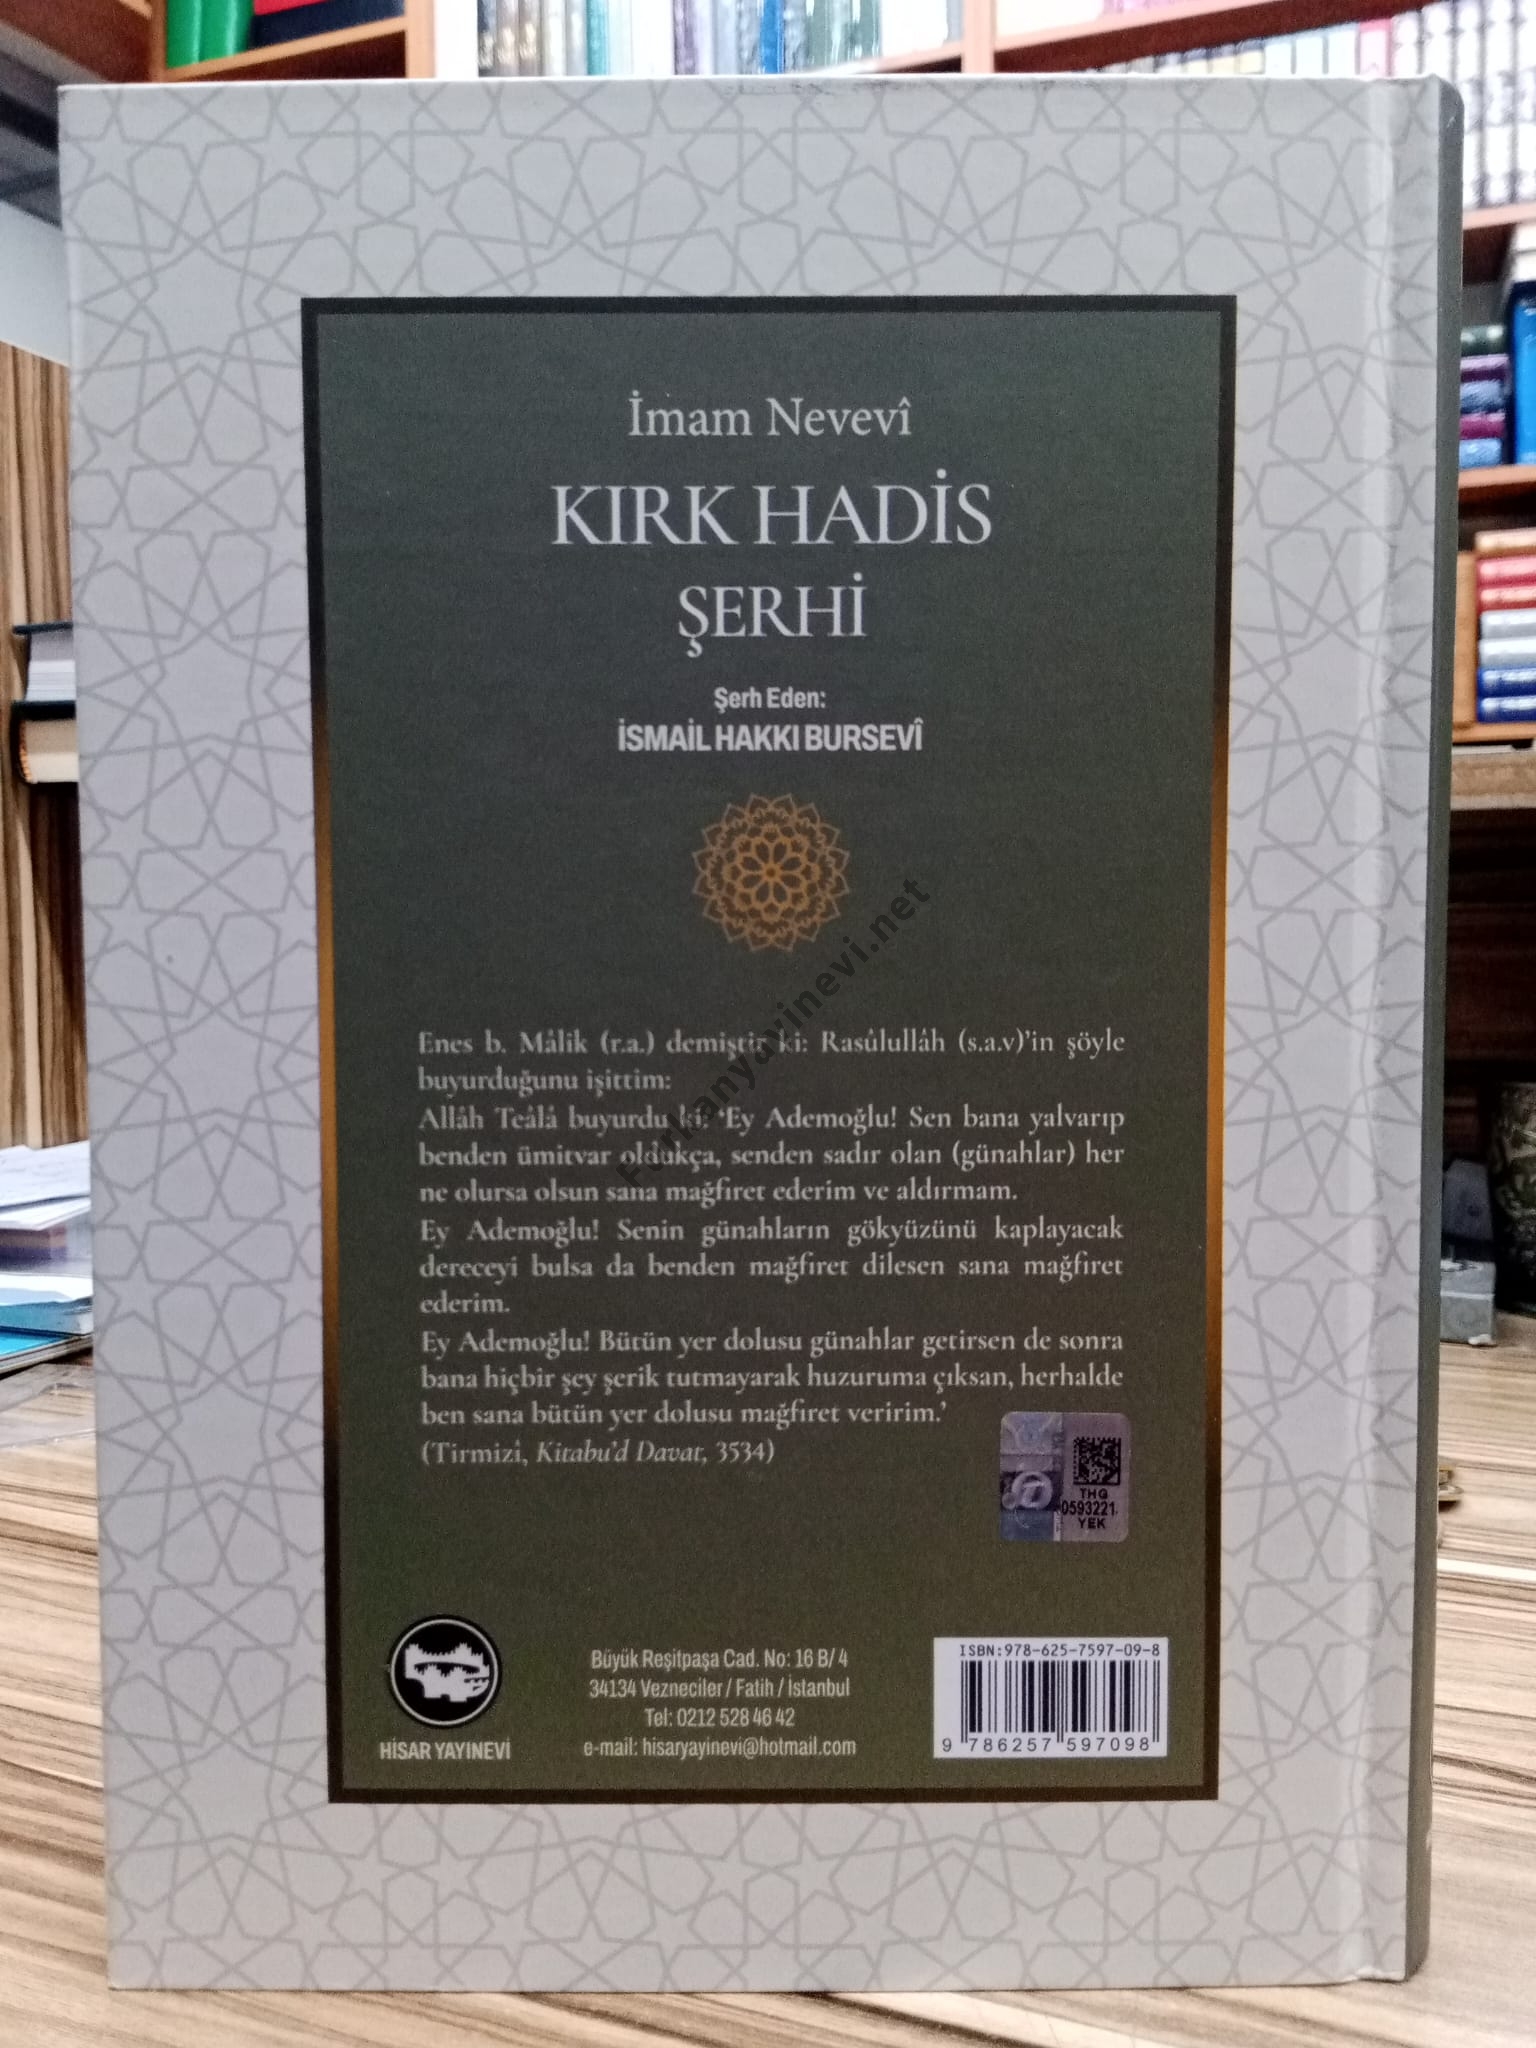 İmam Nevevî
KIRK HADİS
ŞERHİ
Şerh Eden:
İSMAİL HAKKI BURSEVÎ
Furkanyayinevi.net
Enes b. Mâlik (r.a.) demiştir ki: Rasûlullâh (s.a.v)'in şöyle
buyurduğunu işittim:
Allâh Teâlâ buyurdu ki: 'Ey Ademoğlu! Sen bana yalvarıp
benden ümitvar oldukça, senden sadır olan (günahlar) her
ne olursa olsun sana mağfiret ederim ve aldırmam.
Ey Ademoğlu! Senin günahların gökyüzünü kaplayacak
dereceyi bulsa da benden mağfiret dilesen sana mağfiret
ederim.
Ey Ademoğlu! Bütün yer dolusu günahlar getirsen de sonra
bana hiçbir şey şerik tutmayarak huzuruma çıksan, herhalde
ben sana bütün yer dolusu mağfiret veririm.'
(Tirmizî, Kitabu'd Davat, 3534)
THG
0593221
YEK
HİSAR YAYINEVİ
Büyük Reşitpaşa Cad. No: 16 B/4
34134 Vezneciler / Fatih / İstanbul
Tel: 0212 528 46 42
e-mail: hisaryayinevi@hotmail.com
ISBN:978-625-7597-09-8
9 786257 597098